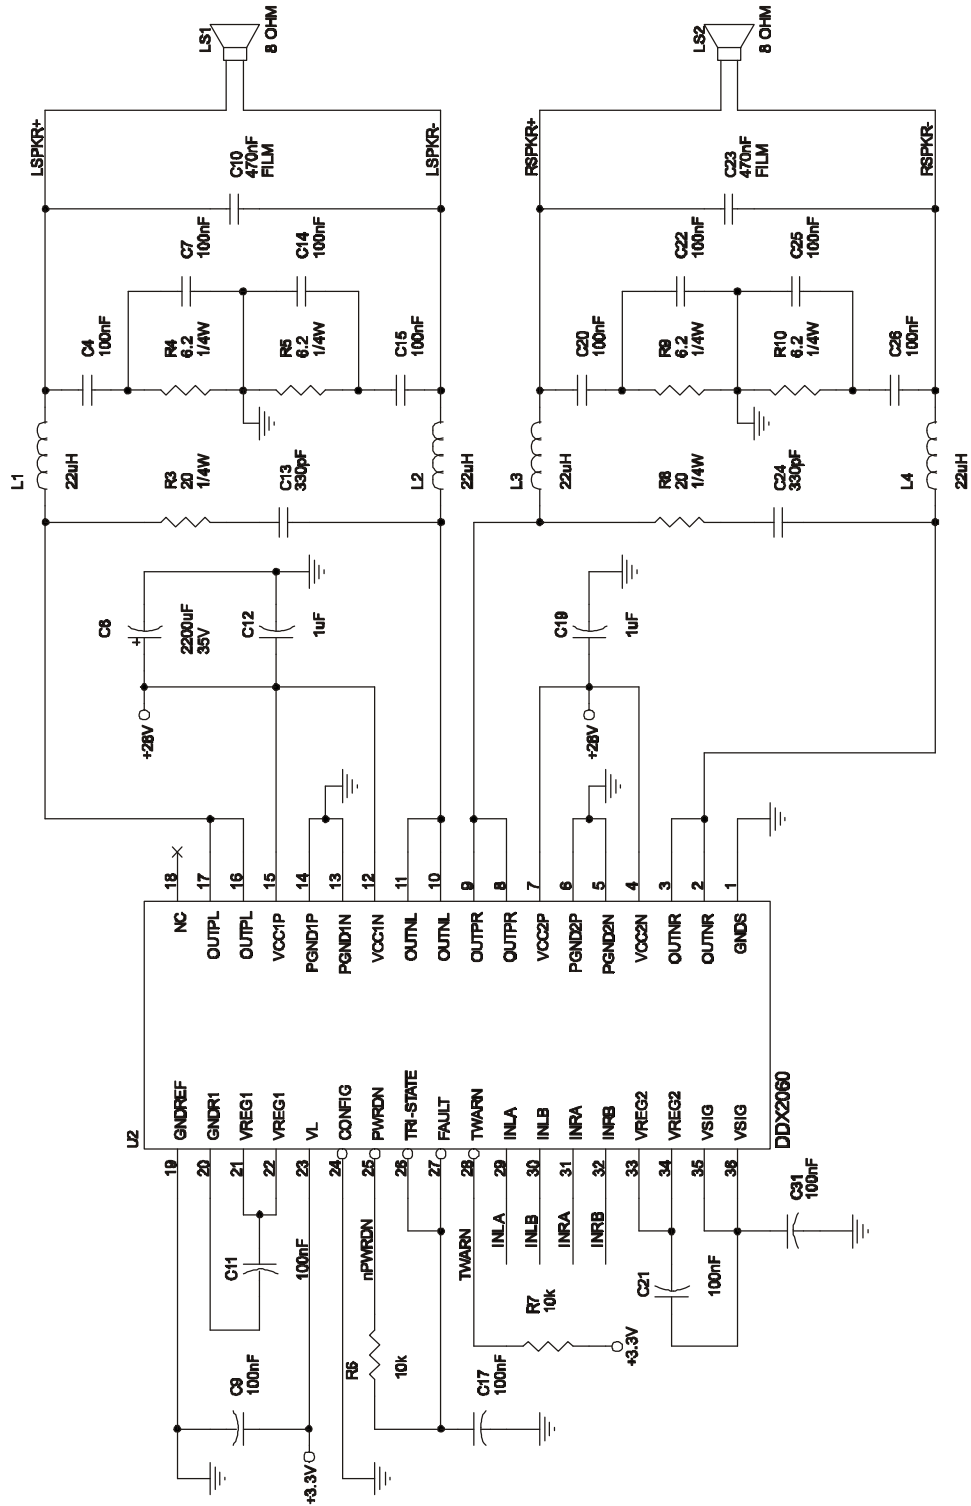 LS1
8 OHM
LSPKR+
LSPKR-
C10
470nF
FILM
C7
100nF
C14
100nF
C4
100nF
R4
6.2
1/4W
R5
6.2
1/4W
C15
100nF
L1
22uH
R3
20
1/4W
C13
330pF
L2
22uH
C8
2200uF
35V
C12
1uF
+26V
LS2
8 OHM
RSPKR+
RSPKR-
C23
470nF
FILM
C22
100nF
C25
100nF
C20
100nF
R9
6.2
1/4W
R10
6.2
1/4W
C26
100nF
L3
22uH
R8
20
1/4W
C24
330pF
L4
22uH
C19
1uF
+26V
U2
DDX2060
NC 18
OUTPL 17
OUTPL 16
VCC1P 15
PGND1P 14
PGND1N 13
VCC1N 12
OUTNL 11
OUTNL 10
OUTPR 9
OUTPR 8
VCC2P 7
PGND2P 6
PGND2N 5
VCC2N 4
OUTNR 3
OUTNR 2
GNDS 1
19 GNDREF
20 GNDR1
21 VREG1
22 VREG1
23 VL
24 CONFIG
25 PWRDN
26 TRI-STATE
27 FAULT
28 TWARN
29 INLA
30 INLB
31 INRA
32 INRB
33 VREG2
34 VREG2
35 VSIG
36 VSIG
nPWRDN
TWARN
INLA
INLB
INRA
INRB
C11
100nF
C9
100nF
+3.3V
R6
10k
C17
100nF
R7
10k
+3.3V
C21
100nF
C31
100nF